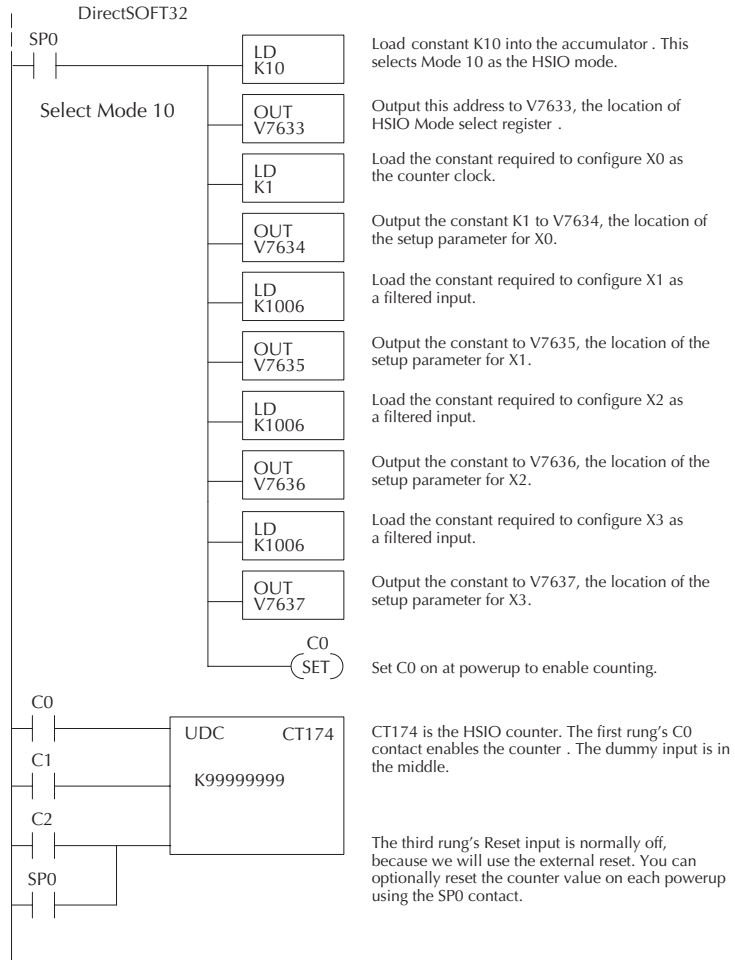 DirectSOFT32
SP0
LD
K10
Load constant K10 into the accumulator . This
selects Mode 10 as the HSIO mode.
Select Mode 10
OUT
V7633
Output this address to V7633, the location of
HSIO Mode select register .
LD
K1
Load the constant required to configure X0 as
the counter clock.
OUT
V7634
Output the constant K1 to V7634, the location of
the setup parameter for X0.
LD
K1006
Load the constant required to configure X1 as
a filtered input.
OUT
V7635
Output the constant to V7635, the location of the
setup parameter for X1.
LD
K1006
Load the constant required to configure X2 as
a filtered input.
OUT
V7636
Output the constant to V7636, the location of the
setup parameter for X2.
LD
K1006
Load the constant required to configure X3 as
a filtered input.
OUT
V7637
Output the constant to V7637, the location of the
setup parameter for X3.
C0
SET
Set C0 on at powerup to enable counting.
C0
UDC CT174
K99999999
CT174 is the HSIO counter. The first rung's C0
contact enables the counter . The dummy input is in
the middle.
C1
C2
SP0
The third rung's Reset input is normally off,
because we will use the external reset. You can
optionally reset the counter value on each powerup
using the SP0 contact.